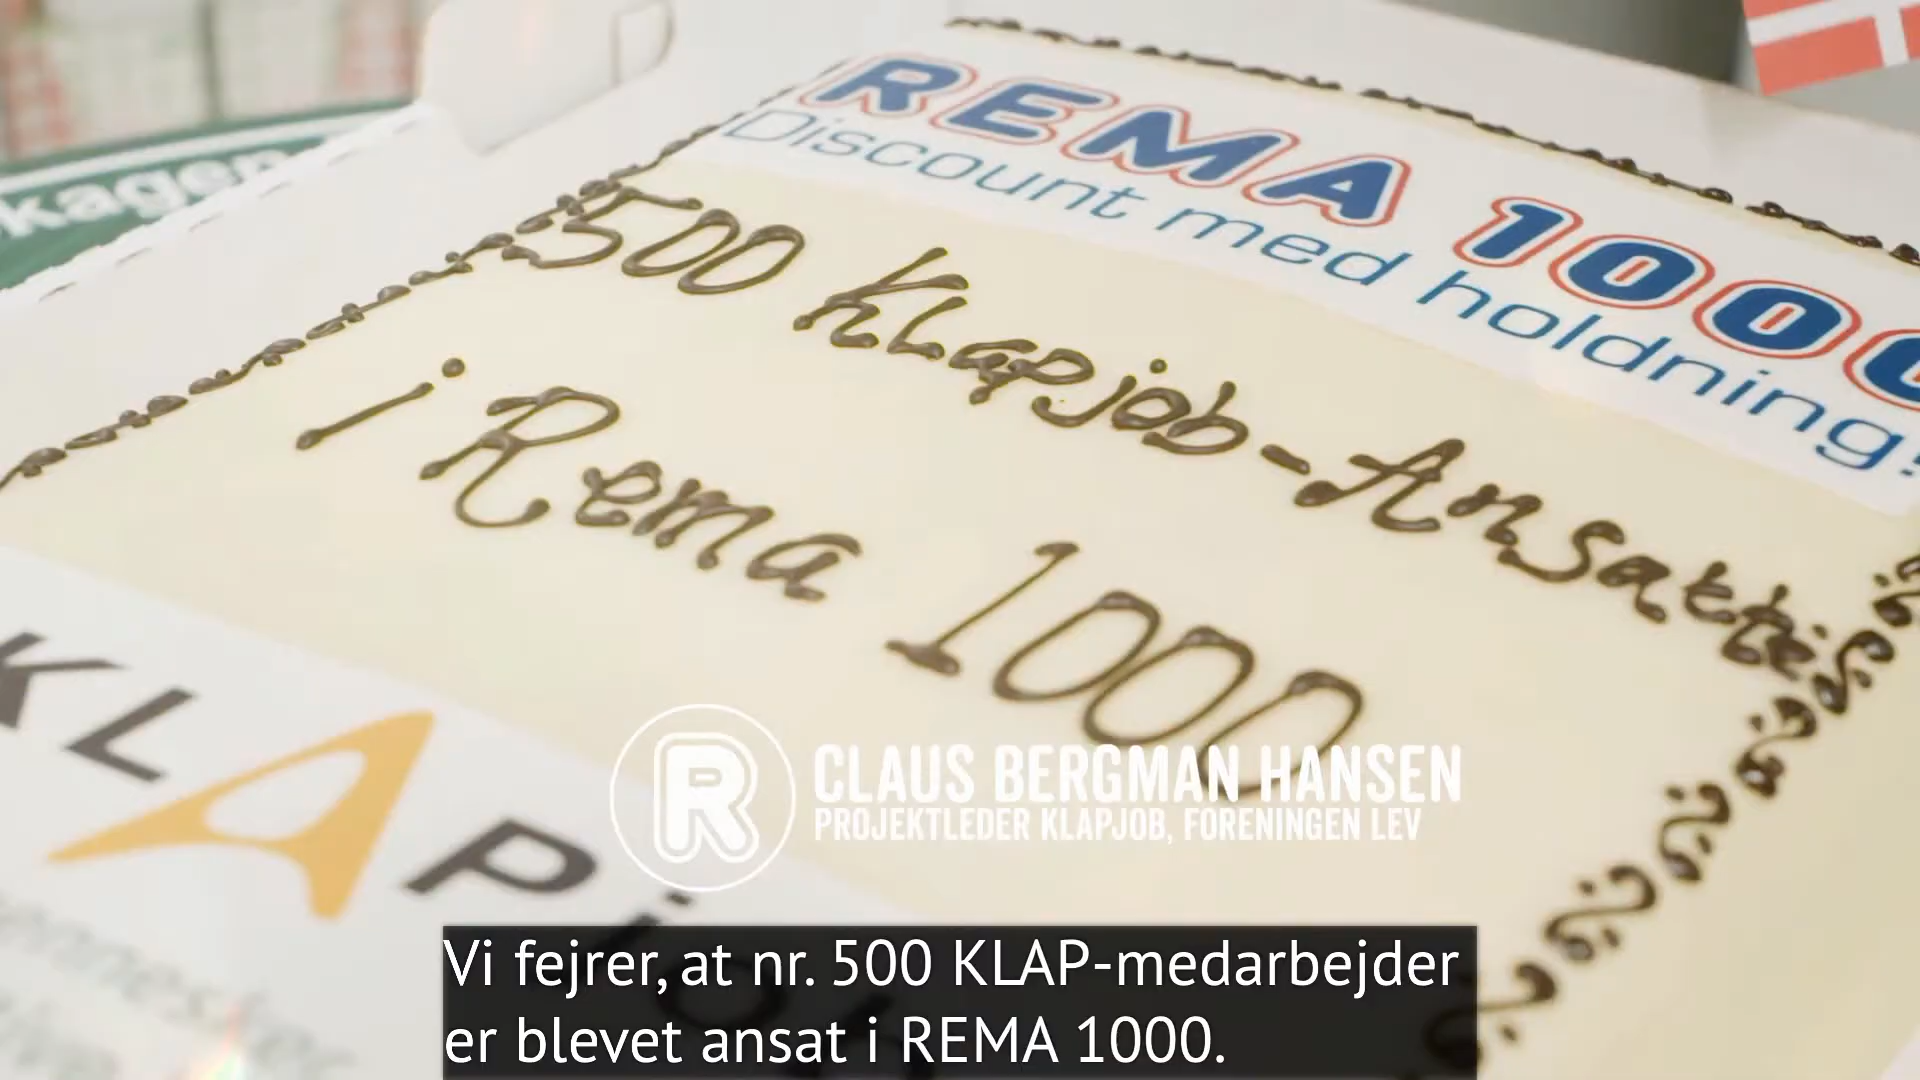 kagen
REMA 1000
Discount med holdning!
500 Klapjob-Ansatte
i Rema 1000
KLAP
R
CLAUS BERGMAN HANSEN
PROJEKTLEDER KLAPJOB, FORENINGEN LEV
Vi fejrer, at nr. 500 KLAP-medarbejder
er blevet ansat i REMA 1000.